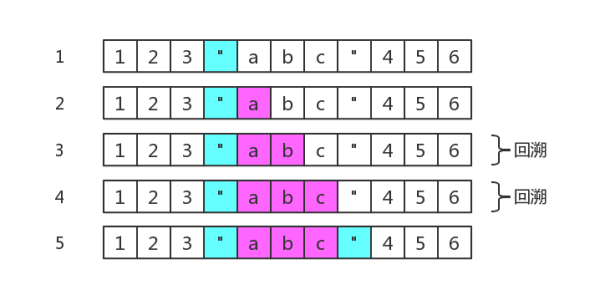 1 1 2 3 " a b c " 4 5 6
2 1 2 3 " a b c " 4 5 6
3 1 2 3 " a b c " 4 5 6 回溯
4 1 2 3 " a b c " 4 5 6 回溯
5 1 2 3 " a b c " 4 5 6